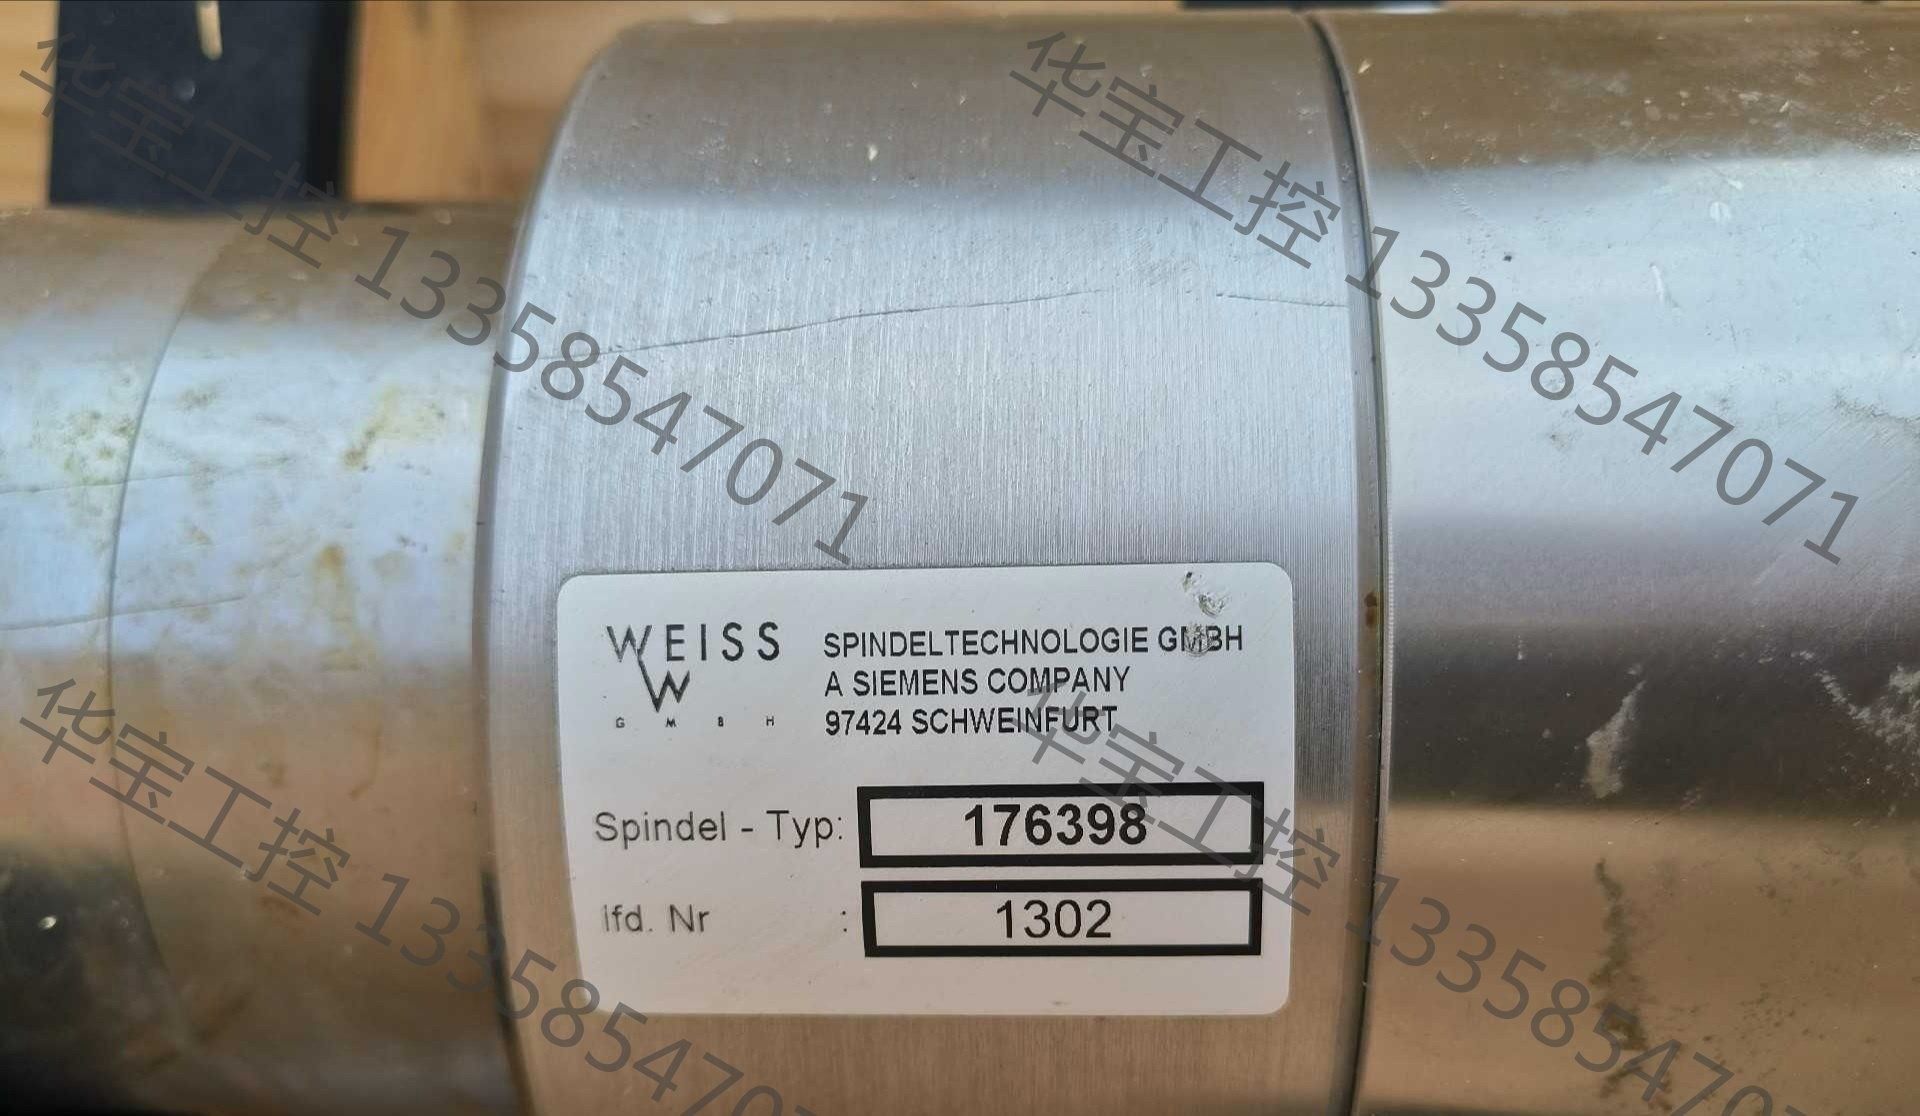 华宝工控 13358547071
华宝工控 13358547071
WEISS
W
GMBH
SPINDELTECHNOLOGIE GMBH
A SIEMENS COMPANY
97424 SCHWEINFURT
Spindel - Typ: 176398
lfd. Nr : 1302
华宝工控 13358547071
华宝工控 13358547071